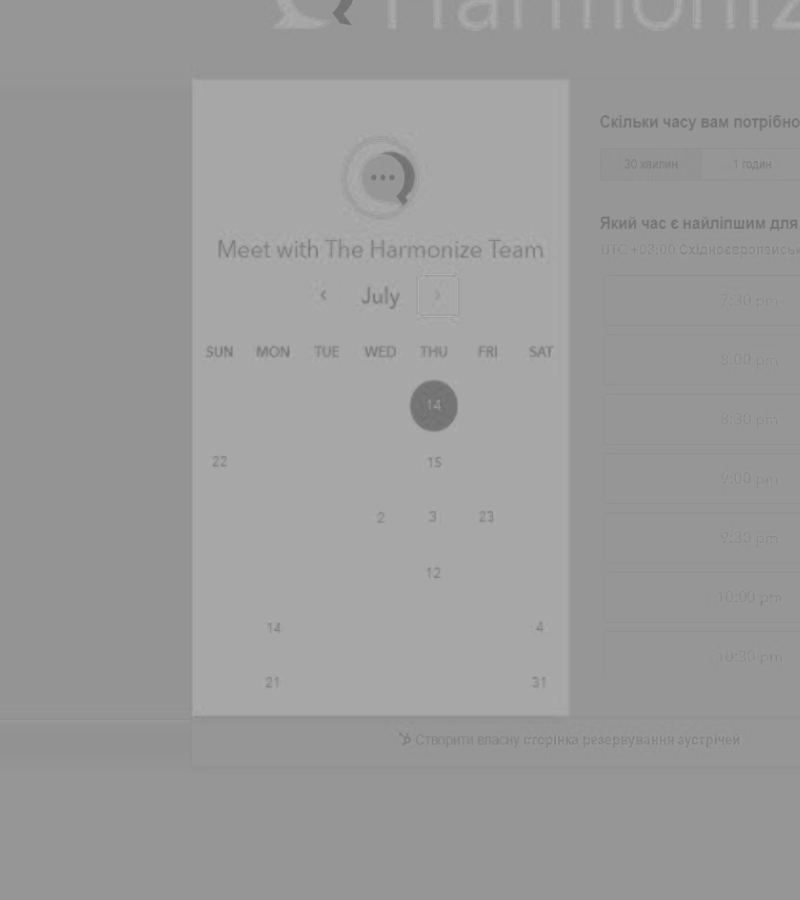 Harmoniz
Meet with The Harmonize Team
July
SUN MON TUE WED THU FRI SAT
14
22 15
2 3 23
12
14 4
21 31
Скільки часу вам потрібно
30 хвилин 1 годин
Який час є найліпшим для
UTC +03:00 Східноєвропейськ
7:30 pm
8:00 pm
8:30 pm
9:00 pm
9:30 pm
10:00 pm
10:30 pm
Створити власну сторінка резервування зустрічей